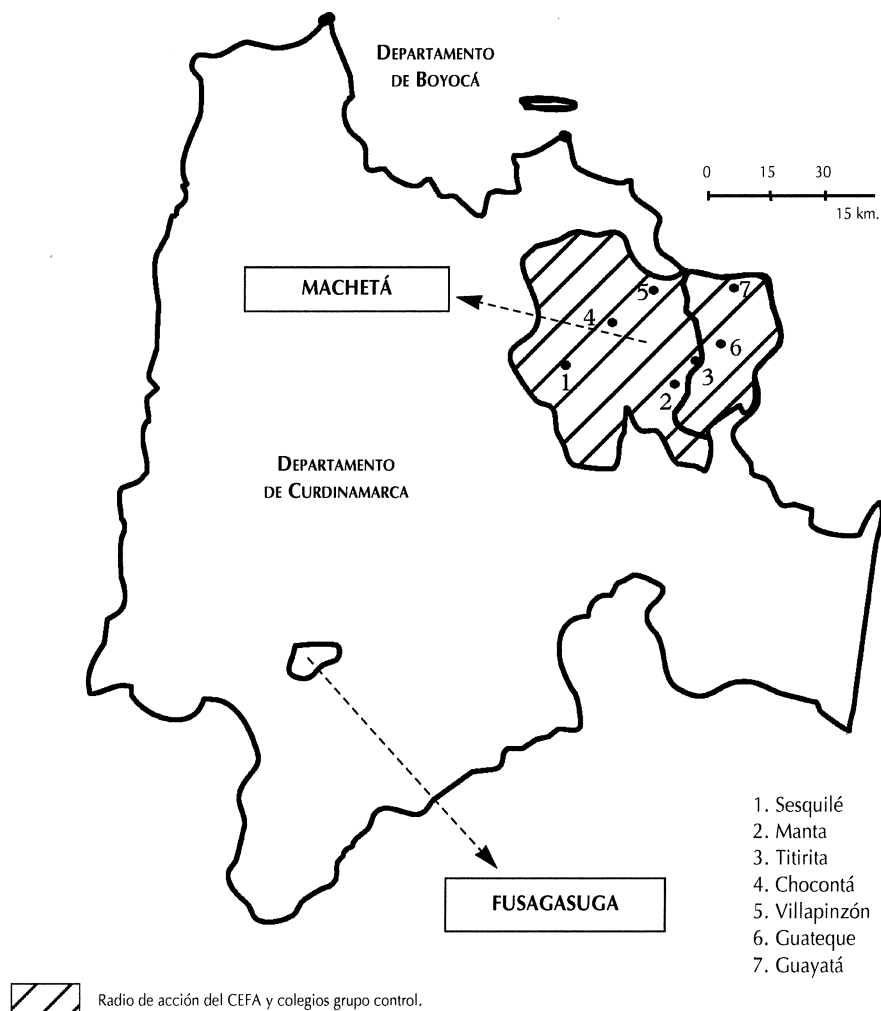 DEPARTAMENTO
DE BOYOCÁ
0 15 30
15 km.
MACHETÁ
5
7
4
6
3
1
2
DEPARTAMENTO
DE CURDINAMARCA
FUSAGASUGA
1. Sesquilé
2. Manta
3. Titirita
4. Chocontá
5. Villapinzón
6. Guateque
7. Guayatá
Radio de acción del CEFA y colegios grupo control.